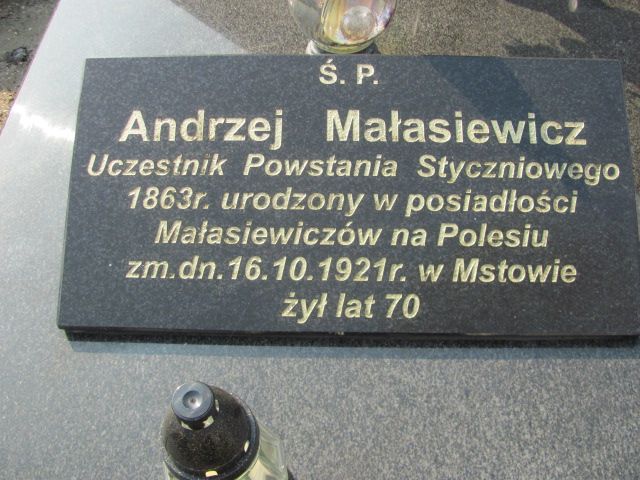 Ś. P.
Andrzej Małasiewicz
Uczestnik Powstania Styczniowego
1863r. urodzony w posiadłości
Małasiewiczów na Polesiu
zm.dn.16.10.1921r. w Mstowie
żył lat 70